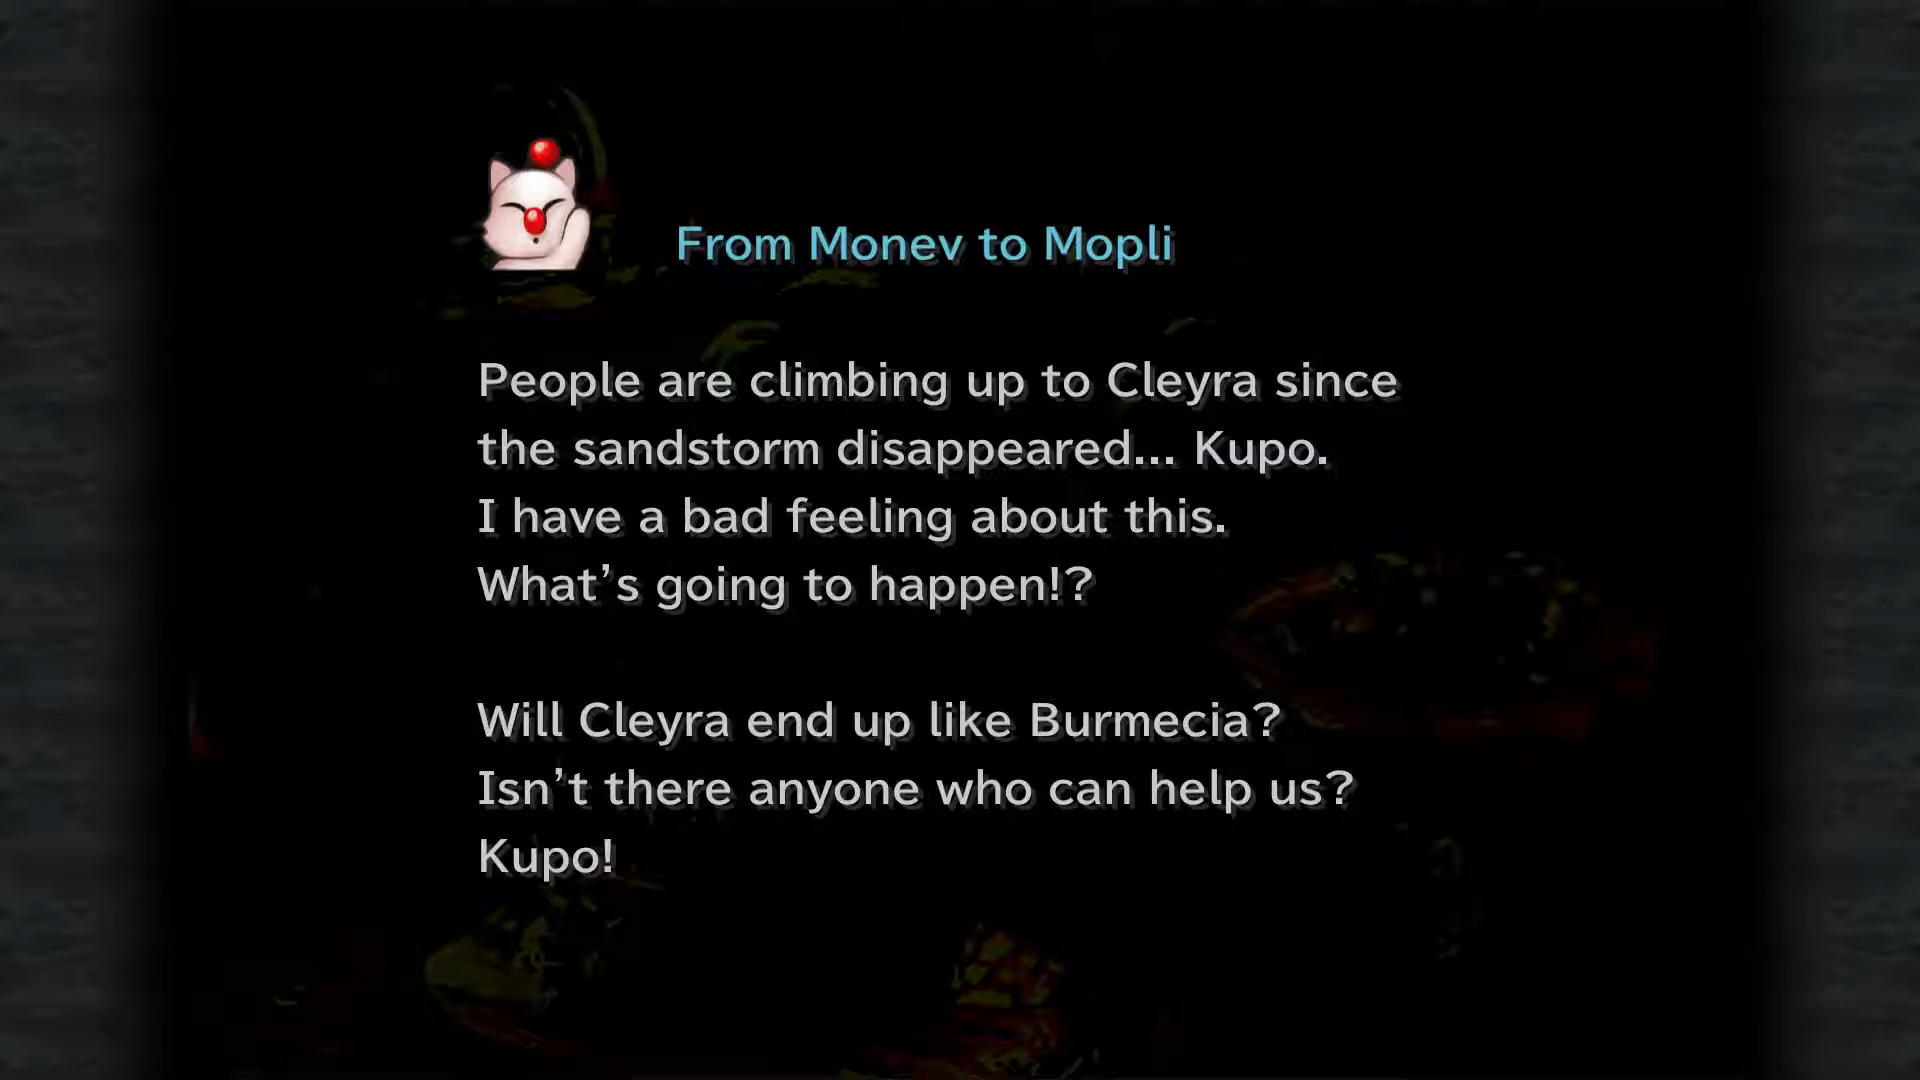 From Monev to Mopli
People are climbing up to Cleyra since
the sandstorm disappeared... Kupo.
I have a bad feeling about this.
What's going to happen!?
Will Cleyra end up like Burmecia?
Isn't there anyone who can help us?
Kupo!